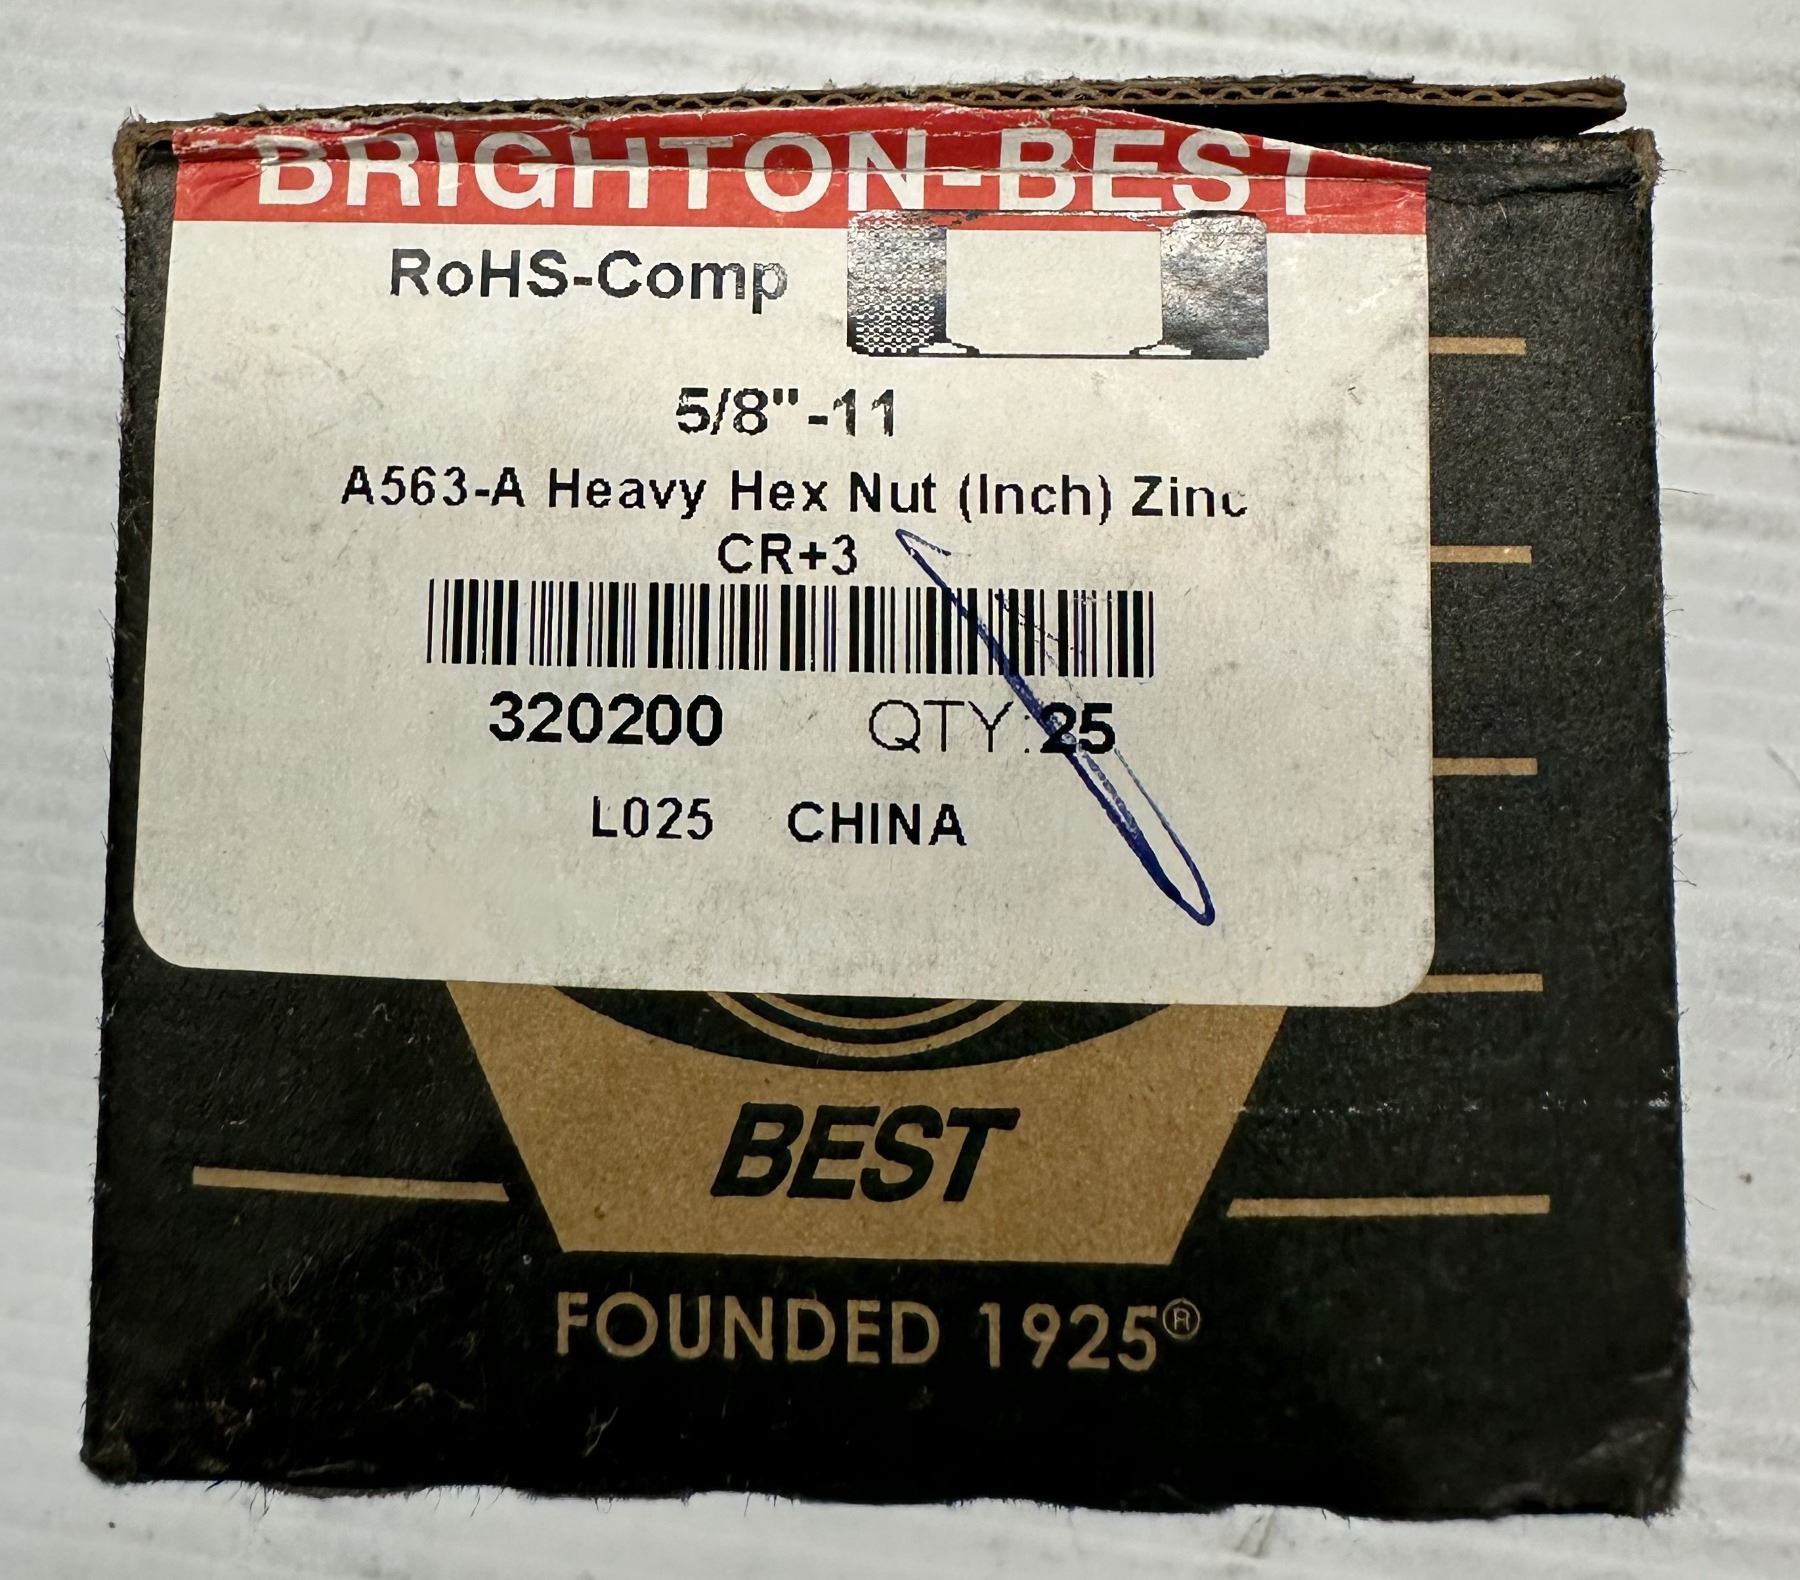 BRIGHTON-BEST
RoHS-Comp
5/8"-11
A563-A Heavy Hex Nut (Inch) Zinc
CR+3
320200 QTY:25
L025 CHINA
BEST
FOUNDED 1925®